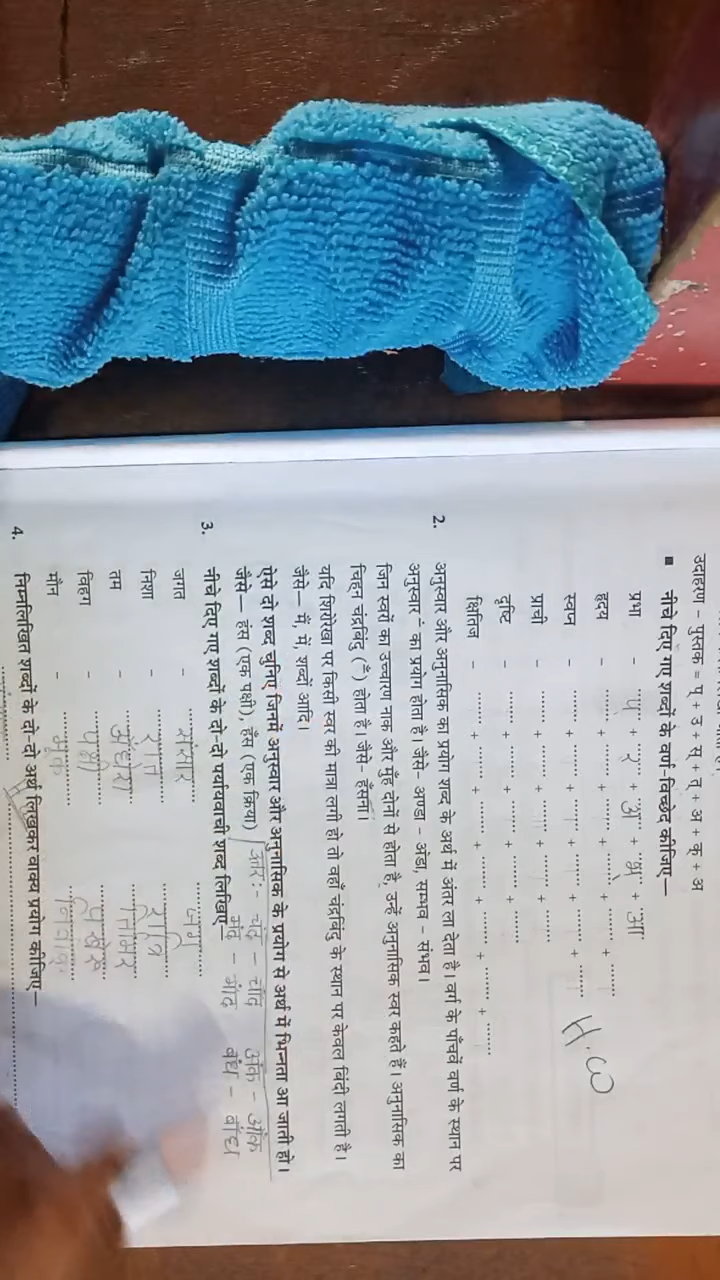 उदाहरण - पुस्तक = प् + उ + स् + त् + अ + क् + अ
■ नीचे दिए गए शब्दों के वर्ण-विच्छेद कीजिए—
प्रभा - प् + र् + अ + भ् + आ
हृदय - ........ + ........ + ........ + ........ + ........ + ........
स्वप्न - ........ + ........ + ........ + ........ + ........ + ........
H.W
प्राची - ........ + ........ + ........ + ........ + ........
दृष्टि - ........ + ........ + ........ + ........ + ........
क्षितिज - ........ + ........ + ........ + ........ + ........ + ........ + ........
2. अनुस्वार और अनुनासिक का प्रयोग शब्द के अर्थ में अंतर ला देता है। वर्ग के पाँचवें वर्ण के स्थान पर
अनुस्वार ं का प्रयोग होता है। जैसे- अण्डा - अंडा, सम्भव - संभव।
जिन स्वरों का उच्चारण नाक और मुँह दोनों से होता है, उन्हें अनुनासिक स्वर कहते हैं। अनुनासिक का
चिह्न चंद्रबिंदु (ँ) होता है। जैसे- हँसना।
यदि शिरोरेखा पर किसी स्वर की मात्रा लगी हो तो वहाँ चंद्रबिंदु के स्थान पर केवल बिंदी लगती है।
जैसे— मैं, में, शब्दों आदि।
ऐसे दो शब्द चुनिए जिनमें अनुस्वार और अनुनासिक के प्रयोग से अर्थ में भिन्नता आ जाती हो।
जैसे— हंस (एक पक्षी), हँस (एक क्रिया) चंद - चाँद अंक - आँक
3. नीचे दिए गए शब्दों के दो-दो पर्यायवाची शब्द लिखिए— बंध - बाँध
जगत - संसार जग
निशा - रात रात्रि
तम - अंधेरा तिमिर
विहग - पक्षी पखेरू
मौन - मूक
4. निम्नलिखित शब्दों के दो-दो अर्थ लिखकर वाक्य प्रयोग कीजिए—